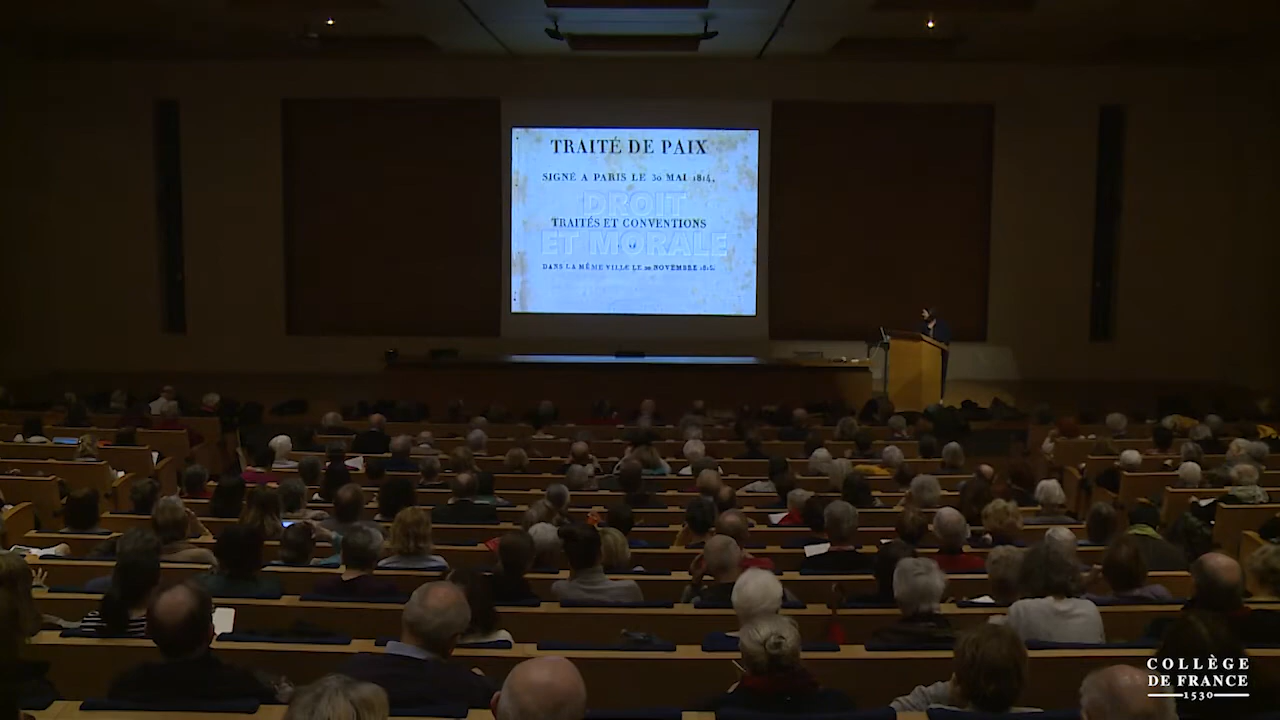 TRAITÉ DE PAIX
SIGNÉ A PARIS LE 30 MAI 1814,
DROIT
TRAITÉS ET CONVENTIONS
ET MORALE
DANS LA MÊME VILLE LE 20 NOVEMBRE 1815.
COLLÈGE
DE FRANCE
1530